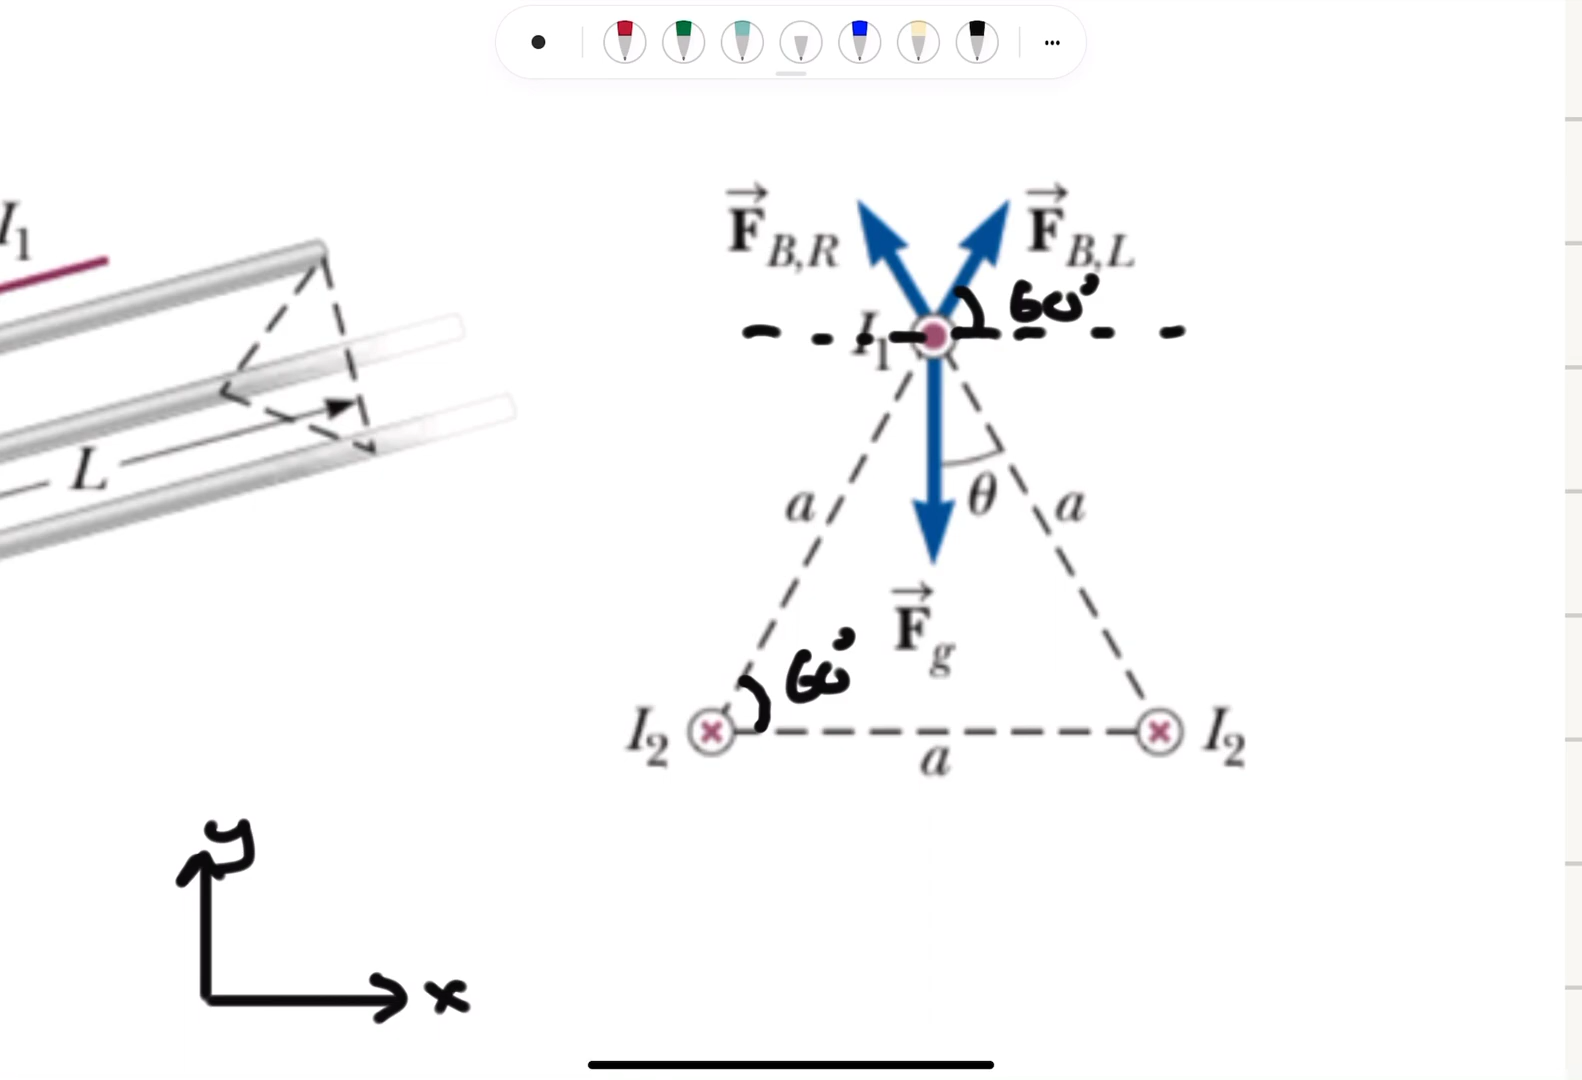 I₁
L
F⃗ B,R
F⃗ B,L
60°
I₁
a
θ
a
F⃗ g
60°
I₂
a
I₂
y
x